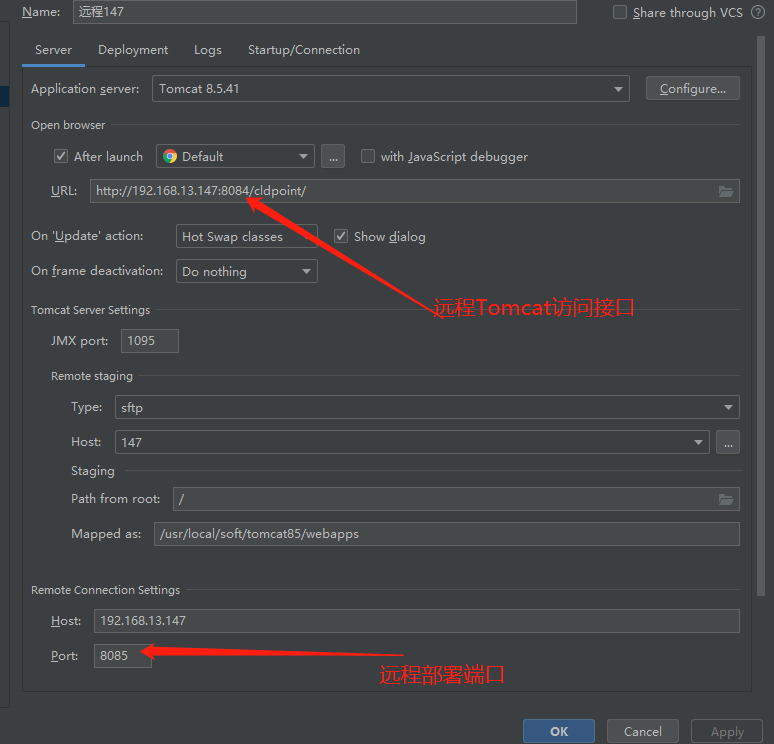 Name: 远程147 Share through VCS ?
Server Deployment Logs Startup/Connection
Application server: Tomcat 8.5.41 Configure...
Open browser
After launch Default ... with JavaScript debugger
URL: http://192.168.13.147:8084/cldpoint/
On 'Update' action: Hot Swap classes Show dialog
On frame deactivation: Do nothing
远程Tomcat访问接口
Tomcat Server Settings
JMX port: 1095
Remote staging
Type: sftp
Host: 147 ...
Staging
Path from root: /
Mapped as: /usr/local/soft/tomcat85/webapps
Remote Connection Settings
Host: 192.168.13.147
Port: 8085
远程部署端口
OK Cancel Apply